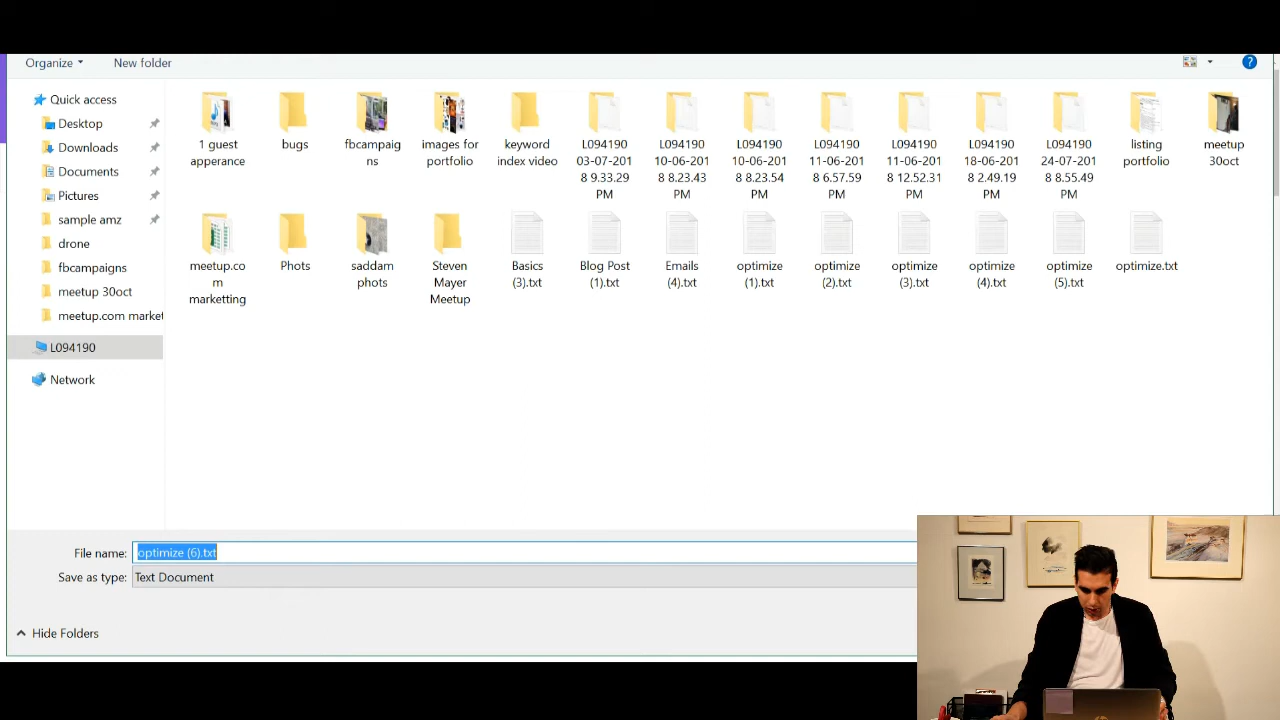 Organize
New folder
?
Quick access
Desktop
Downloads
Documents
Pictures
sample amz
drone
fbcampaigns
meetup 30oct
meetup.com market
L094190
Network
1 guest
apperance
bugs
fbcampaig
ns
images for
portfolio
keyword
index video
L094190
03-07-201
8 9.33.29
PM
L094190
10-06-201
8 8.23.43
PM
L094190
10-06-201
8 8.23.54
PM
L094190
11-06-201
8 6.57.59
PM
L094190
11-06-201
8 12.52.31
PM
L094190
18-06-201
8 2.49.19
PM
L094190
24-07-201
8 8.55.49
PM
listing
portfolio
meetup
30oct
meetup.co
m
marketting
Phots
saddam
phots
Steven
Mayer
Meetup
Basics
(3).txt
Blog Post
(1).txt
Emails
(4).txt
optimize
(1).txt
optimize
(2).txt
optimize
(3).txt
optimize
(4).txt
optimize
(5).txt
optimize.txt
File name: optimize (6).txt
Save as type: Text Document
Hide Folders